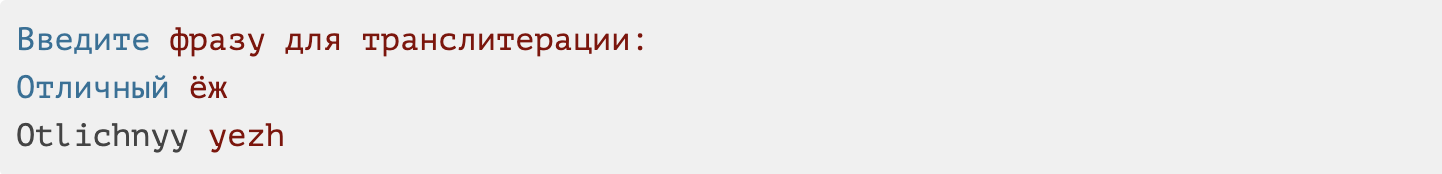 Введите фразу для транслитерации:
Отличный ёж
Otlichnyy yezh